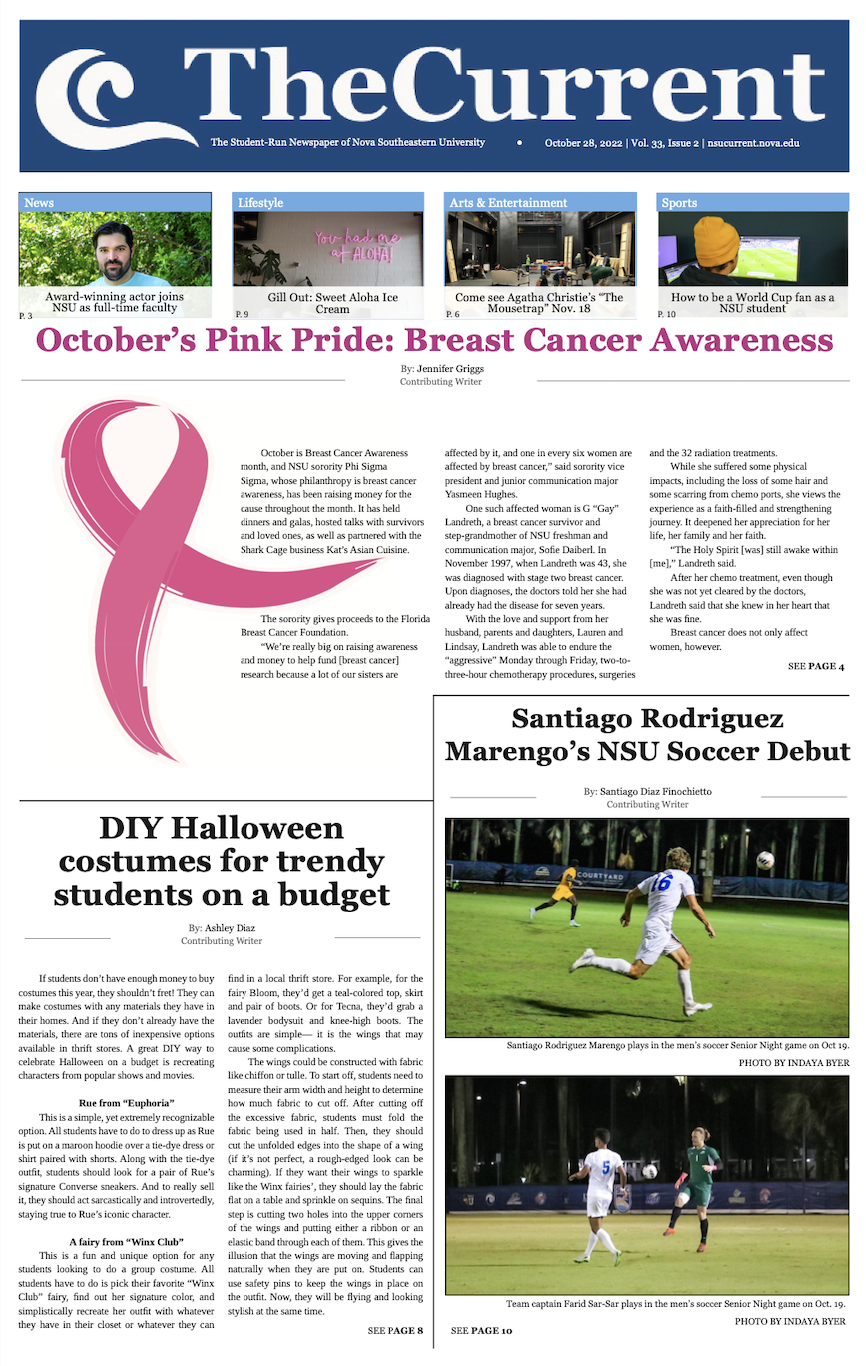 TheCurrent
The Student-Run Newspaper of Nova Southeastern University • October 28, 2022 | Vol. 33, Issue 2 | nsucurrent.nova.edu
News
Award-winning actor joins
NSU as full-time faculty
P. 3
Lifestyle
You had me
at ALOHA!
Gill Out: Sweet Aloha Ice
Cream
P. 9
Arts & Entertainment
Come see Agatha Christie's “The
Mousetrap” Nov. 18
P. 6
Sports
How to be a World Cup fan as a
NSU student
P. 10
October’s Pink Pride: Breast Cancer Awareness
By: Jennifer Griggs
Contributing Writer
October is Breast Cancer Awareness
month, and NSU sorority Phi Sigma
Sigma, whose philanthropy is breast cancer
awareness, has been raising money for the
cause throughout the month. It has held
dinners and galas, hosted talks with survivors
and loved ones, as well as partnered with the
Shark Cage business Kat’s Asian Cuisine.
The sorority gives proceeds to the Florida
Breast Cancer Foundation.
“We’re really big on raising awareness
and money to help fund [breast cancer]
research because a lot of our sisters are
affected by it, and one in every six women are
affected by breast cancer,” said sorority vice
president and junior communication major
Yasmeen Hughes.
One such affected woman is G “Gay”
Landreth, a breast cancer survivor and
step-grandmother of NSU freshman and
communication major, Sofie Daiberl. In
November 1997, when Landreth was 43, she
was diagnosed with stage two breast cancer.
Upon diagnoses, the doctors told her she had
already had the disease for seven years.
With the love and support from her
husband, parents and daughters, Lauren and
Lindsay, Landreth was able to endure the
“aggressive” Monday through Friday, two-to-
three-hour chemotherapy procedures, surgeries
and the 32 radiation treatments.
While she suffered some physical
impacts, including the loss of some hair and
some scarring from chemo ports, she views the
experience as a faith-filled and strengthening
journey. It deepened her appreciation for her
life, her family and her faith.
“The Holy Spirit [was] still awake within
[me],” Landreth said.
After her chemo treatment, even though
she was not yet cleared by the doctors,
Landreth said that she knew in her heart that
she was fine.
Breast cancer does not only affect
women, however.
SEE PAGE 4
DIY Halloween
costumes for trendy
students on a budget
By: Ashley Diaz
Contributing Writer
If students don’t have enough money to buy
costumes this year, they shouldn’t fret! They can
make costumes with any materials they have in
their homes. And if they don’t already have the
materials, there are tons of inexpensive options
available in thrift stores. A great DIY way to
celebrate Halloween on a budget is recreating
characters from popular shows and movies.
Rue from “Euphoria”
This is a simple, yet extremely recognizable
option. All students have to do to dress up as Rue
is put on a maroon hoodie over a tie-dye dress or
shirt paired with shorts. Along with the tie-dye
outfit, students should look for a pair of Rue’s
signature Converse sneakers. And to really sell
it, they should act sarcastically and introvertedly,
staying true to Rue’s iconic character.
A fairy from “Winx Club”
This is a fun and unique option for any
students looking to do a group costume. All
students have to do is pick their favorite “Winx
Club” fairy, find out her signature color, and
simplistically recreate her outfit with whatever
they have in their closet or whatever they can
find in a local thrift store. For example, for the
fairy Bloom, they’d get a teal-colored top, skirt
and pair of boots. Or for Tecna, they’d grab a
lavender bodysuit and knee-high boots. The
outfits are simple— it is the wings that may
cause some complications.
The wings could be constructed with fabric
like chiffon or tulle. To start off, students need to
measure their arm width and height to determine
how much fabric to cut off. After cutting off
the excessive fabric, students must fold the
fabric being used in half. Then, they should
cut the unfolded edges into the shape of a wing
(if it’s not perfect, a rough-edged look can be
charming). If they want their wings to sparkle
like the Winx fairies’, they should lay the fabric
flat on a table and sprinkle on sequins. The final
step is cutting two holes into the upper corners
of the wings and putting either a ribbon or an
elastic band through each of them. This gives the
illusion that the wings are moving and flapping
naturally when they are put on. Students can
use safety pins to keep the wings in place on
the outfit. Now, they will be flying and looking
stylish at the same time.
SEE PAGE 8
Santiago Rodriguez
Marengo’s NSU Soccer Debut
By: Santiago Diaz Finochietto
Contributing Writer
COURTYARD
16
Santiago Rodriguez Marengo plays in the men’s soccer Senior Night game on Oct 19.
PHOTO BY INDAYA BYER
5
Team captain Farid Sar-Sar plays in the men’s soccer Senior Night game on Oct. 19.
PHOTO BY INDAYA BYER
SEE PAGE 10